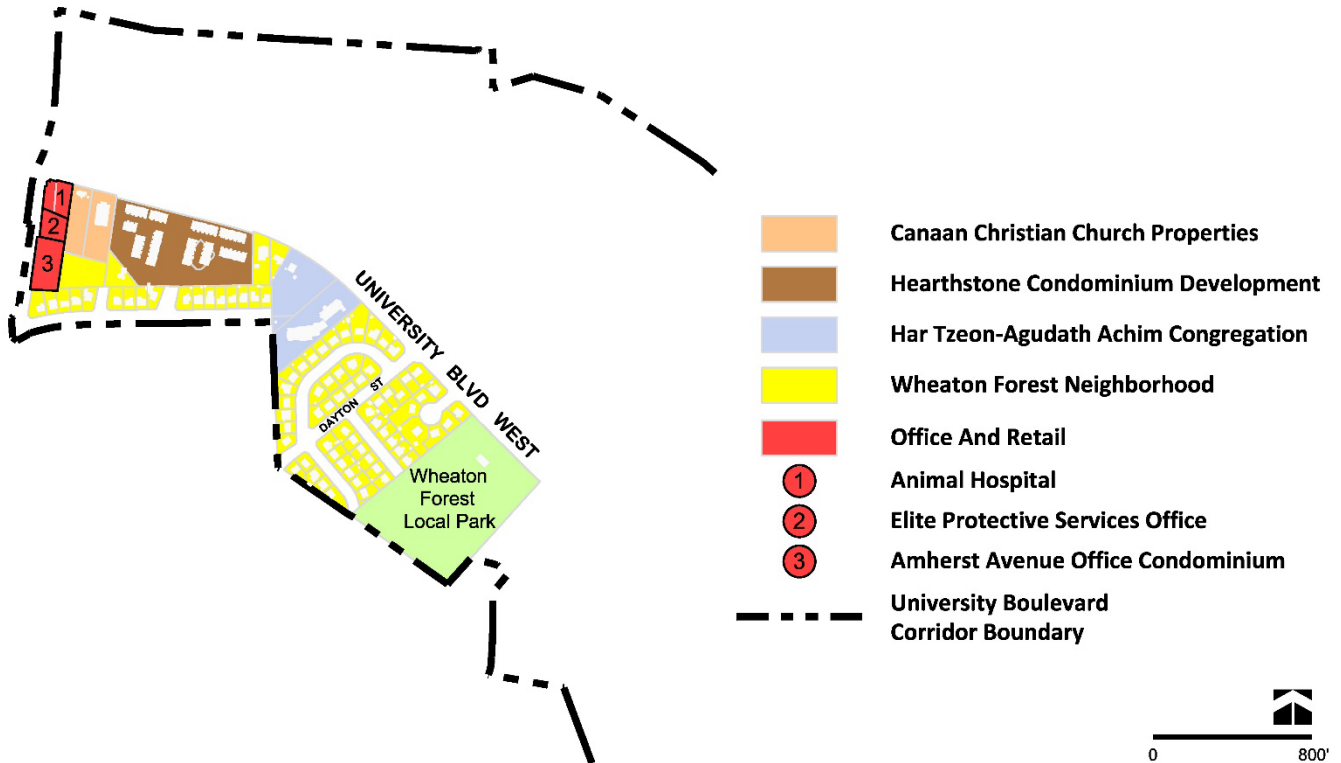 1
2
3
UNIVERSITY BLVD WEST
DAYTON ST
Wheaton
Forest
Local Park
Canaan Christian Church Properties
Hearthstone Condominium Development
Har Tzeon-Agudath Achim Congregation
Wheaton Forest Neighborhood
Office And Retail
1 Animal Hospital
2 Elite Protective Services Office
3 Amherst Avenue Office Condominium
University Boulevard
Corridor Boundary
0 800'